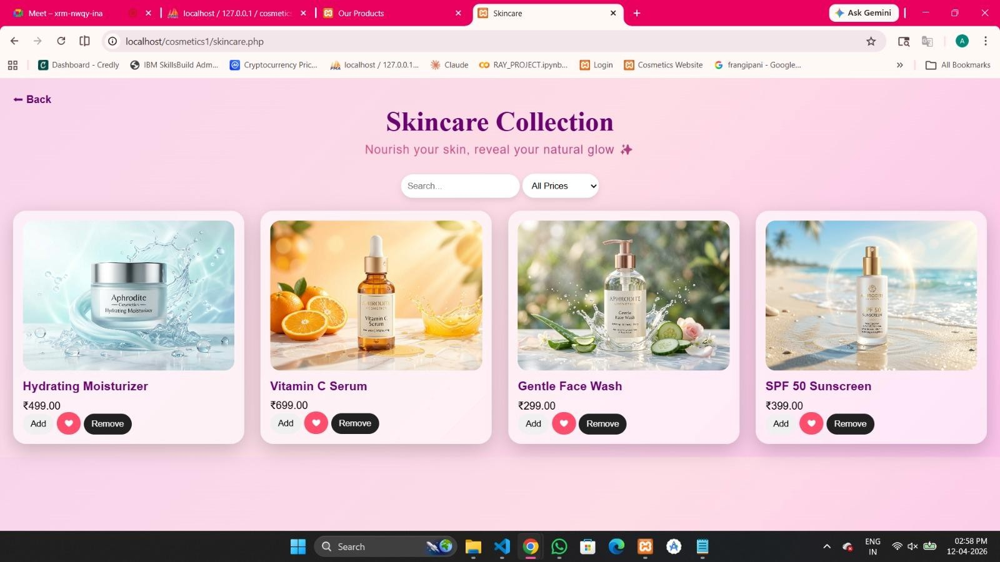 Meet – xrm-nwqy-ina
localhost / 127.0.0.1 / cosmetics
Our Products
Skincare
Ask Gemini
localhost/cosmetics1/skincare.php
A
Dashboard - Credly
IBM SkillsBuild Adm...
Cryptocurrency Pric...
localhost / 127.0.0.1...
Claude
RAY_PROJECT.ipynb...
Login
Cosmetics Website
frangipani - Google...
All Bookmarks
Back
Skincare Collection
Nourish your skin, reveal your natural glow ✨
Search...
All Prices
Aphrodite
Cosmetics
Hydrating Moisturizer
Hydrating Moisturizer
₹499.00
Add
Remove
APHRODITE
COSMETICS
Vitamin C
Serum
Vitamin C Serum
₹699.00
Add
Remove
APHRODITE
COSMETICS
Gentle
Face Wash
Gentle Face Wash
₹299.00
Add
Remove
APHRODITE
SPF 50
SUNSCREEN
SPF 50 Sunscreen
₹399.00
Add
Remove
Search
ENG
IN
02:58 PM
12-04-2026